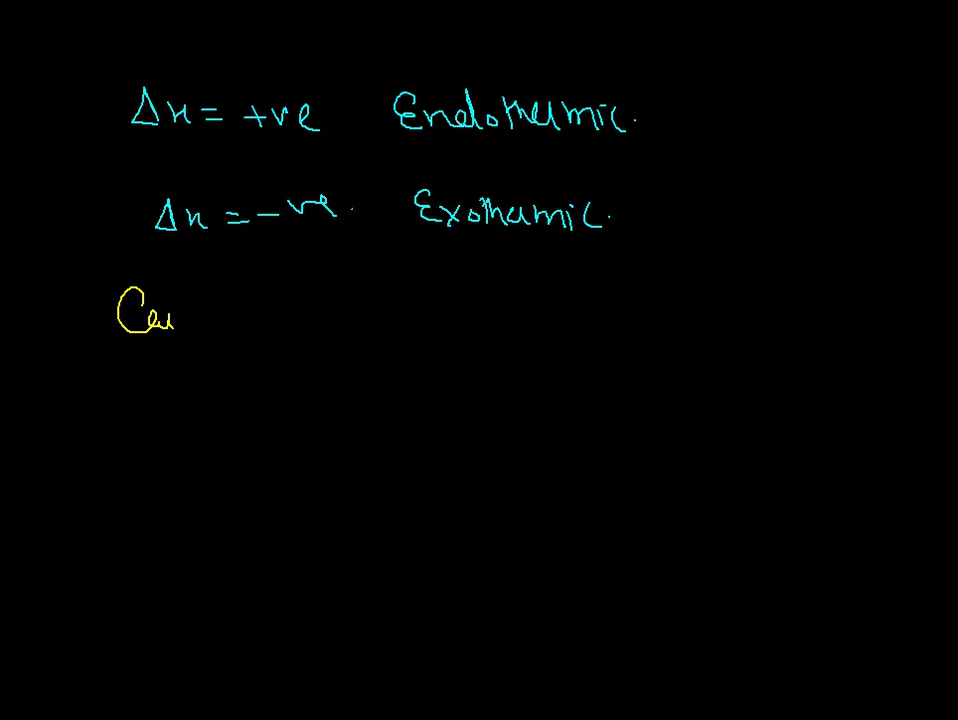 ΔH = +ve Endothermic.
ΔH = -ve. Exothermic.